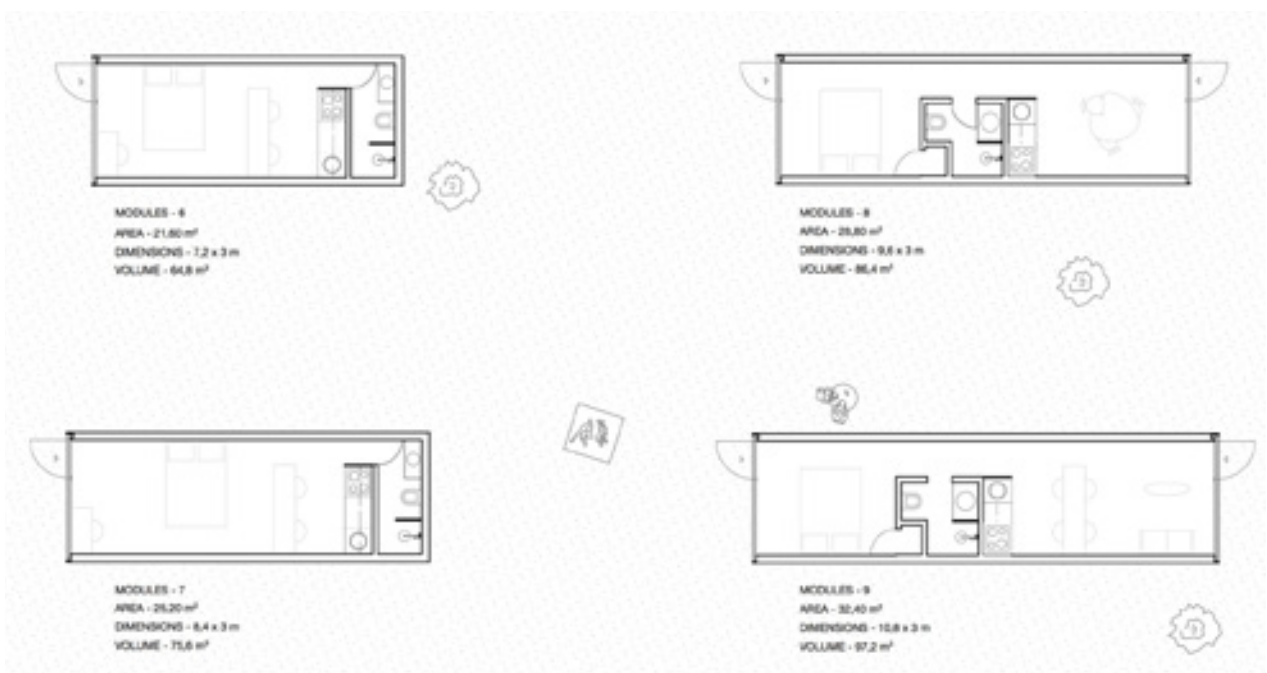 MODULES - 6
AREA - 21,60 m²
DIMENSIONS - 7,2 x 3 m
VOLUME - 64,8 m³
MODULES - 8
AREA - 28,80 m²
DIMENSIONS - 9,6 x 3 m
VOLUME - 86,4 m³
MODULES - 7
AREA - 25,20 m²
DIMENSIONS - 8,4 x 3 m
VOLUME - 75,6 m³
MODULES - 9
AREA - 32,40 m²
DIMENSIONS - 10,8 x 3 m
VOLUME - 97,2 m³